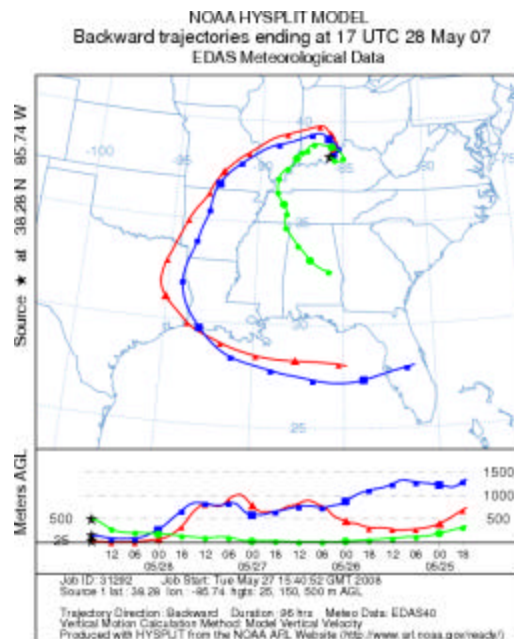 NOAA HYSPLIT MODEL
Backward trajectories ending at 17 UTC 28 May 07
EDAS Meteorological Data
Source ★ at 38.28 N 85.74 W
-100
-95
-90
-85
-80
-75
35
30
25
Meters AGL
1500
1000
500
500
25
12 06 00 18 12 06 00 18 12 06 00 18 12 06 00 18
05/28 05/27 05/26 05/25
Job ID: 31292 Job Start: Tue May 27 15:40:52 GMT 2008
Source 1 lat.: 38.28 lon.: -85.74 hgts: 25, 150, 500 m AGL
Trajectory Direction: Backward Duration: 96 hrs Meteo Data: EDAS40
Vertical Motion Calculation Method: Model Vertical Velocity
Produced with HYSPLIT from the NOAA ARL Website (http://www.arl.noaa.gov/ready/)